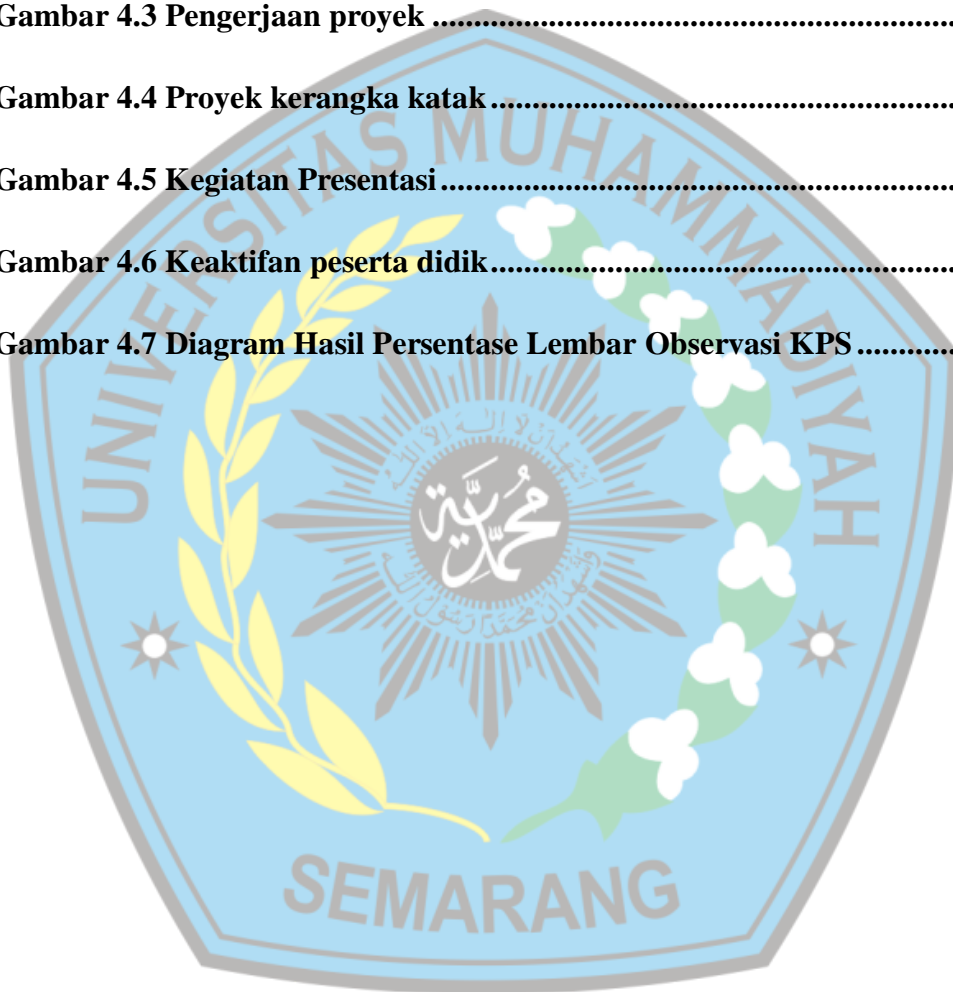 Gambar 4.3 Pengerjaan proyek ...............................................................
Gambar 4.4 Proyek kerangka katak ........................................................
Gambar 4.5 Kegiatan Presentasi ..............................................................
Gambar 4.6 Keaktifan peserta didik ........................................................
Gambar 4.7 Diagram Hasil Persentase Lembar Observasi KPS ............
UNIVERSITAS MUHAMMADIYAH
محمدية
SEMARANG